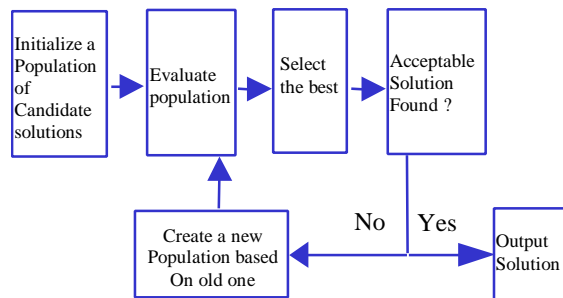 Initialize a
Population
of
Candidate
solutions
Evaluate
population
Select
the best
Acceptable
Solution
Found ?
No
Yes
Create a new
Population based
On old one
Output
Solution